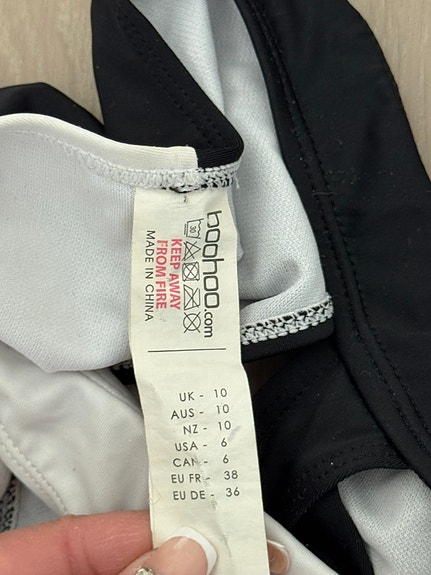 boohoo.com
30
KEEP AWAY
FROM FIRE
MADE IN CHINA
UK - 10
AUS - 10
NZ - 10
USA - 6
CAN - 6
EU FR - 38
EU DE - 36